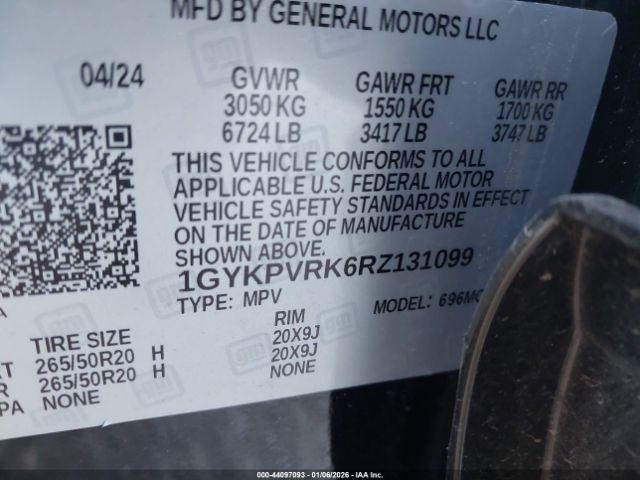 MFD BY GENERAL MOTORS LLC
04/24 GVWR GAWR FRT GAWR RR
3050 KG 1550 KG 1700 KG
6724 LB 3417 LB 3747 LB
THIS VEHICLE CONFORMS TO ALL
APPLICABLE U.S. FEDERAL MOTOR
VEHICLE SAFETY STANDARDS IN EFFECT
ON THE DATE OF MANUFACTURE
SHOWN ABOVE.
1GYKPVRK6RZ131099
TYPE: MPV MODEL: 696MC
TIRE SIZE RIM
265/50R20 H 20X9J
265/50R20 H 20X9J
PA NONE NONE
000-44097093 - 01/06/2026 - IAA Inc.